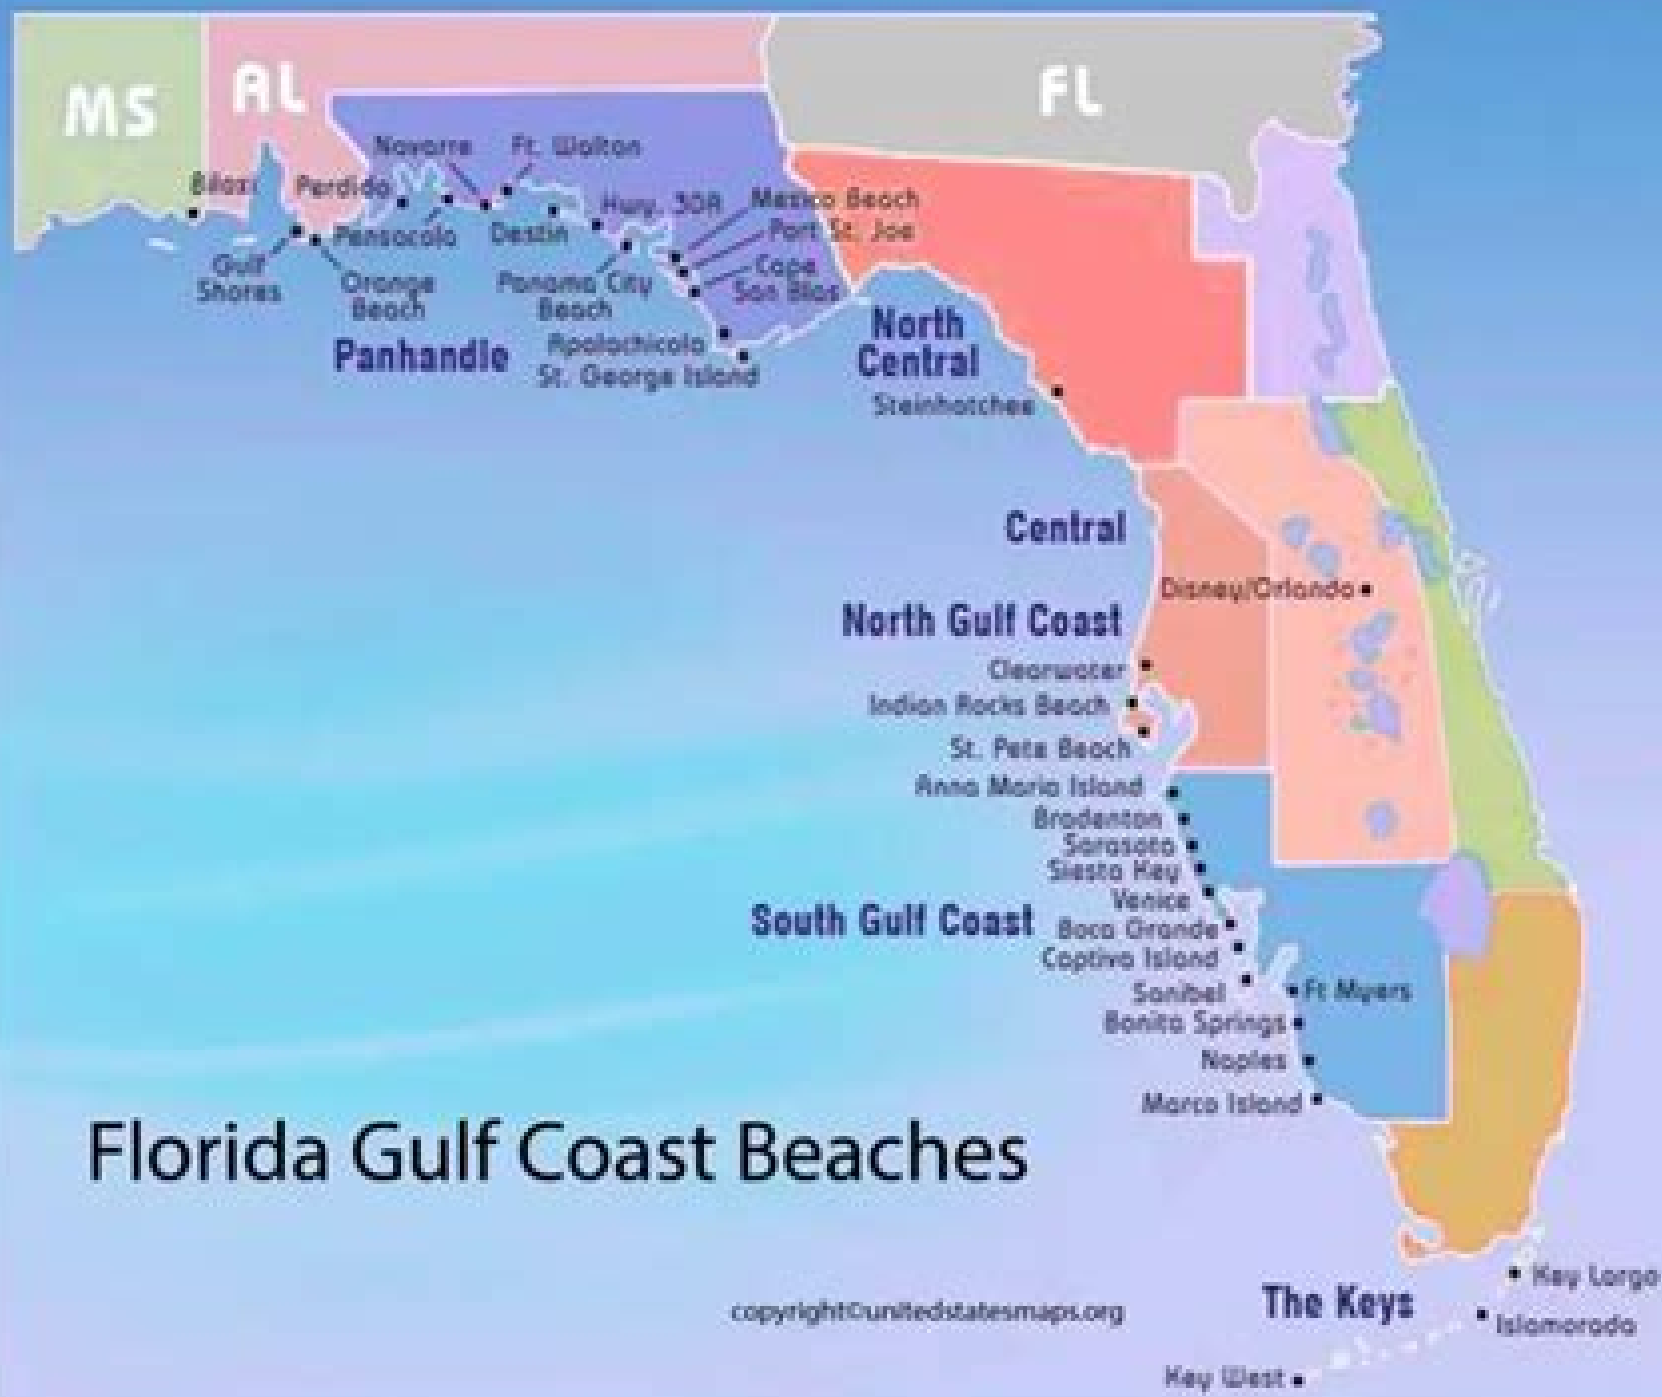 MS
AL
FL
Navarre
Ft. Walton
Biloxi
Perdido
Hwy. 30A
Mexico Beach
Pensacola
Destin
Port St. Joe
Gulf
Shores
Orange
Beach
Panama City
Beach
Cape
San Blas
Panhandle
Apalachicola
St. George Island
North
Central
Steinhatchee
Central
Disney/Orlando
North Gulf Coast
Clearwater
Indian Rocks Beach
St. Pete Beach
Anna Maria Island
Bradenton
Sarasota
Siesta Key
Venice
South Gulf Coast
Boca Grande
Captiva Island
Sanibel
Ft Myers
Bonita Springs
Naples
Marco Island
Florida Gulf Coast Beaches
copyright©unitedstatesmaps.org
The Keys
Key Largo
Islamorada
Key West